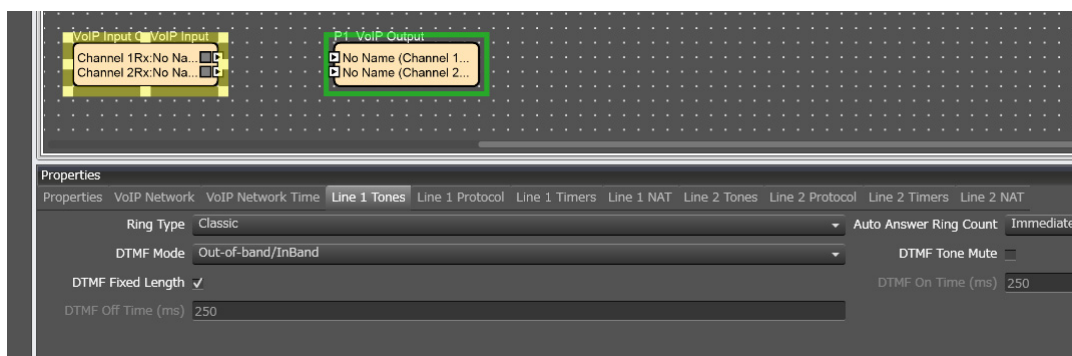 VoIP Input C VoIP Input
P1 VoIP Output
Channel 1Rx:No Na...
No Name (Channel 1...
Channel 2Rx:No Na...
No Name (Channel 2...
Properties
Properties VoIP Network VoIP Network Time Line 1 Tones Line 1 Protocol Line 1 Timers Line 1 NAT Line 2 Tones Line 2 Protocol Line 2 Timers Line 2 NAT
Ring Type Classic Auto Answer Ring Count Immediate
DTMF Mode Out-of-band/InBand DTMF Tone Mute
DTMF Fixed Length DTMF On Time (ms) 250
DTMF Off Time (ms) 250